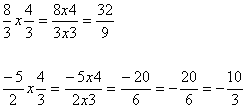 8/3 x 4/3 = 8x4/3x3 = 32/9
-5/2 x 4/3 = -5x4/2x3 = -20/6 = -20/6 = -10/3